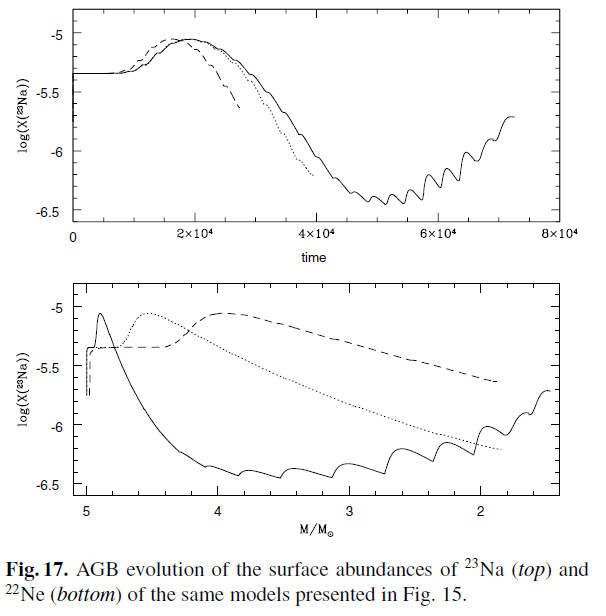 -5
-5.5
-6
-6.5
log(X(²³Na))
0 2×10⁴ 4×10⁴ 6×10⁴ 8×10⁴
time
-5
-5.5
-6
-6.5
log(X(²³Na))
5 4 3 2
M/M⊙
Fig. 17. AGB evolution of the surface abundances of ²³Na (top) and
²²Ne (bottom) of the same models presented in Fig. 15.